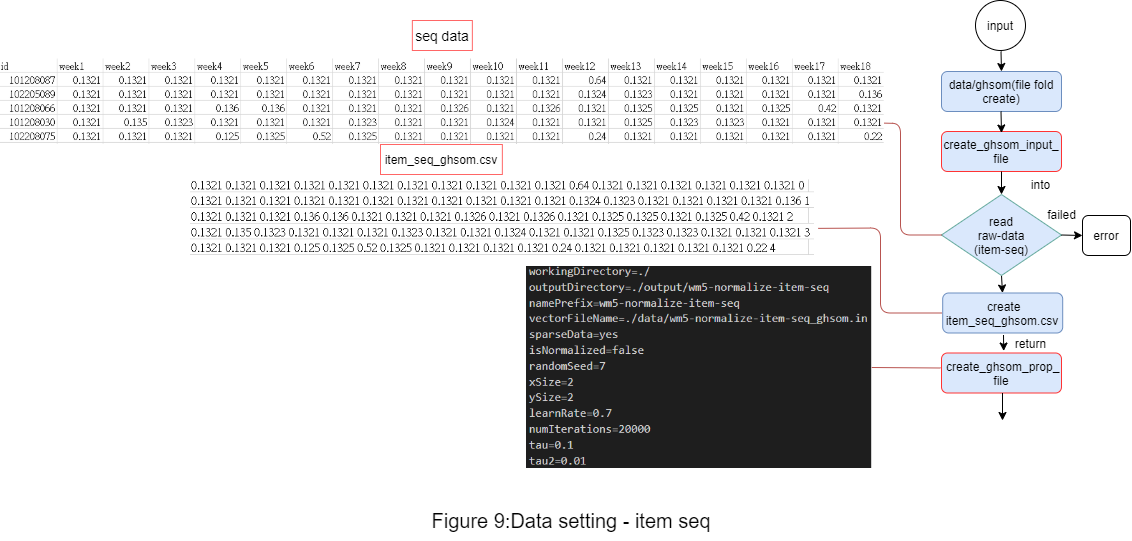 seq data
id week1 week2 week3 week4 week5 week6 week7 week8 week9 week10 week11 week12 week13 week14 week15 week16 week17 week18
101208087 0.1321 0.1321 0.1321 0.1321 0.1321 0.1321 0.1321 0.1321 0.1321 0.1321 0.1321 0.64 0.1321 0.1321 0.1321 0.1321 0.1321 0.1321
102205089 0.1321 0.1321 0.1321 0.1321 0.1321 0.1321 0.1321 0.1321 0.1321 0.1321 0.1321 0.1324 0.1323 0.1321 0.1321 0.1321 0.1321 0.136
101208066 0.1321 0.1321 0.1321 0.136 0.136 0.1321 0.1321 0.1321 0.1326 0.1321 0.1326 0.1321 0.1325 0.1325 0.1321 0.1325 0.42 0.1321
101208030 0.1321 0.135 0.1323 0.1321 0.1321 0.1321 0.1323 0.1321 0.1321 0.1324 0.1321 0.1321 0.1325 0.1323 0.1323 0.1321 0.1321 0.1321
102208075 0.1321 0.1321 0.1321 0.125 0.1325 0.52 0.1325 0.1321 0.1321 0.1321 0.1321 0.24 0.1321 0.1321 0.1321 0.1321 0.1321 0.22
item_seq_ghsom.csv
0.1321 0.1321 0.1321 0.1321 0.1321 0.1321 0.1321 0.1321 0.1321 0.1321 0.1321 0.64 0.1321 0.1321 0.1321 0.1321 0.1321 0.1321 0
0.1321 0.1321 0.1321 0.1321 0.1321 0.1321 0.1321 0.1321 0.1321 0.1321 0.1321 0.1324 0.1323 0.1321 0.1321 0.1321 0.1321 0.136 1
0.1321 0.1321 0.1321 0.136 0.136 0.1321 0.1321 0.1321 0.1326 0.1321 0.1326 0.1321 0.1325 0.1325 0.1321 0.1325 0.42 0.1321 2
0.1321 0.135 0.1323 0.1321 0.1321 0.1321 0.1323 0.1321 0.1321 0.1324 0.1321 0.1321 0.1325 0.1323 0.1323 0.1321 0.1321 0.1321 3
0.1321 0.1321 0.1321 0.125 0.1325 0.52 0.1325 0.1321 0.1321 0.1321 0.1321 0.24 0.1321 0.1321 0.1321 0.1321 0.1321 0.22 4
workingDirectory=./
outputDirectory=./output/wm5-normalize-item-seq
namePrefix=wm5-normalize-item-seq
vectorFileName=./data/wm5-normalize-item-seq_ghsom.in
sparseData=yes
isNormalized=false
randomSeed=7
xSize=2
ySize=2
learnRate=0.7
numIterations=20000
tau=0.1
tau2=0.01
input
data/ghsom(file fold
create)
create_ghsom_input_
file
into
read
raw-data
(item-seq)
failed
error
create
item_seq_ghsom.csv
return
create_ghsom_prop_
file
Figure 9:Data setting - item seq